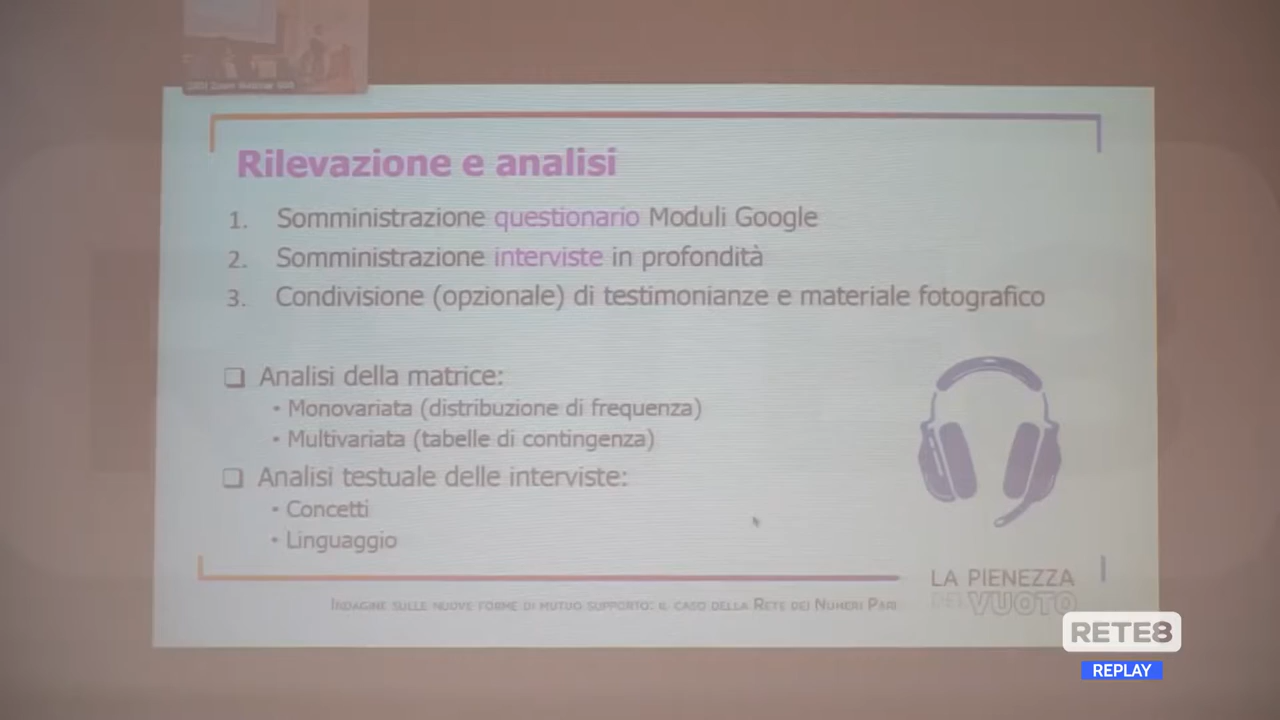 Rilevazione e analisi
1. Somministrazione questionario Moduli Google
2. Somministrazione interviste in profondità
3. Condivisione (opzionale) di testimonianze e materiale fotografico
❑ Analisi della matrice:
• Monovariata (distribuzione di frequenza)
• Multivariata (tabelle di contingenza)
❑ Analisi testuale delle interviste:
• Concetti
• Linguaggio
LA PIENEZZA
DEL VUOTO
Indagine sulle nuove forme di mutuo supporto: il caso della Rete dei Numeri Pari
RETE8
REPLAY